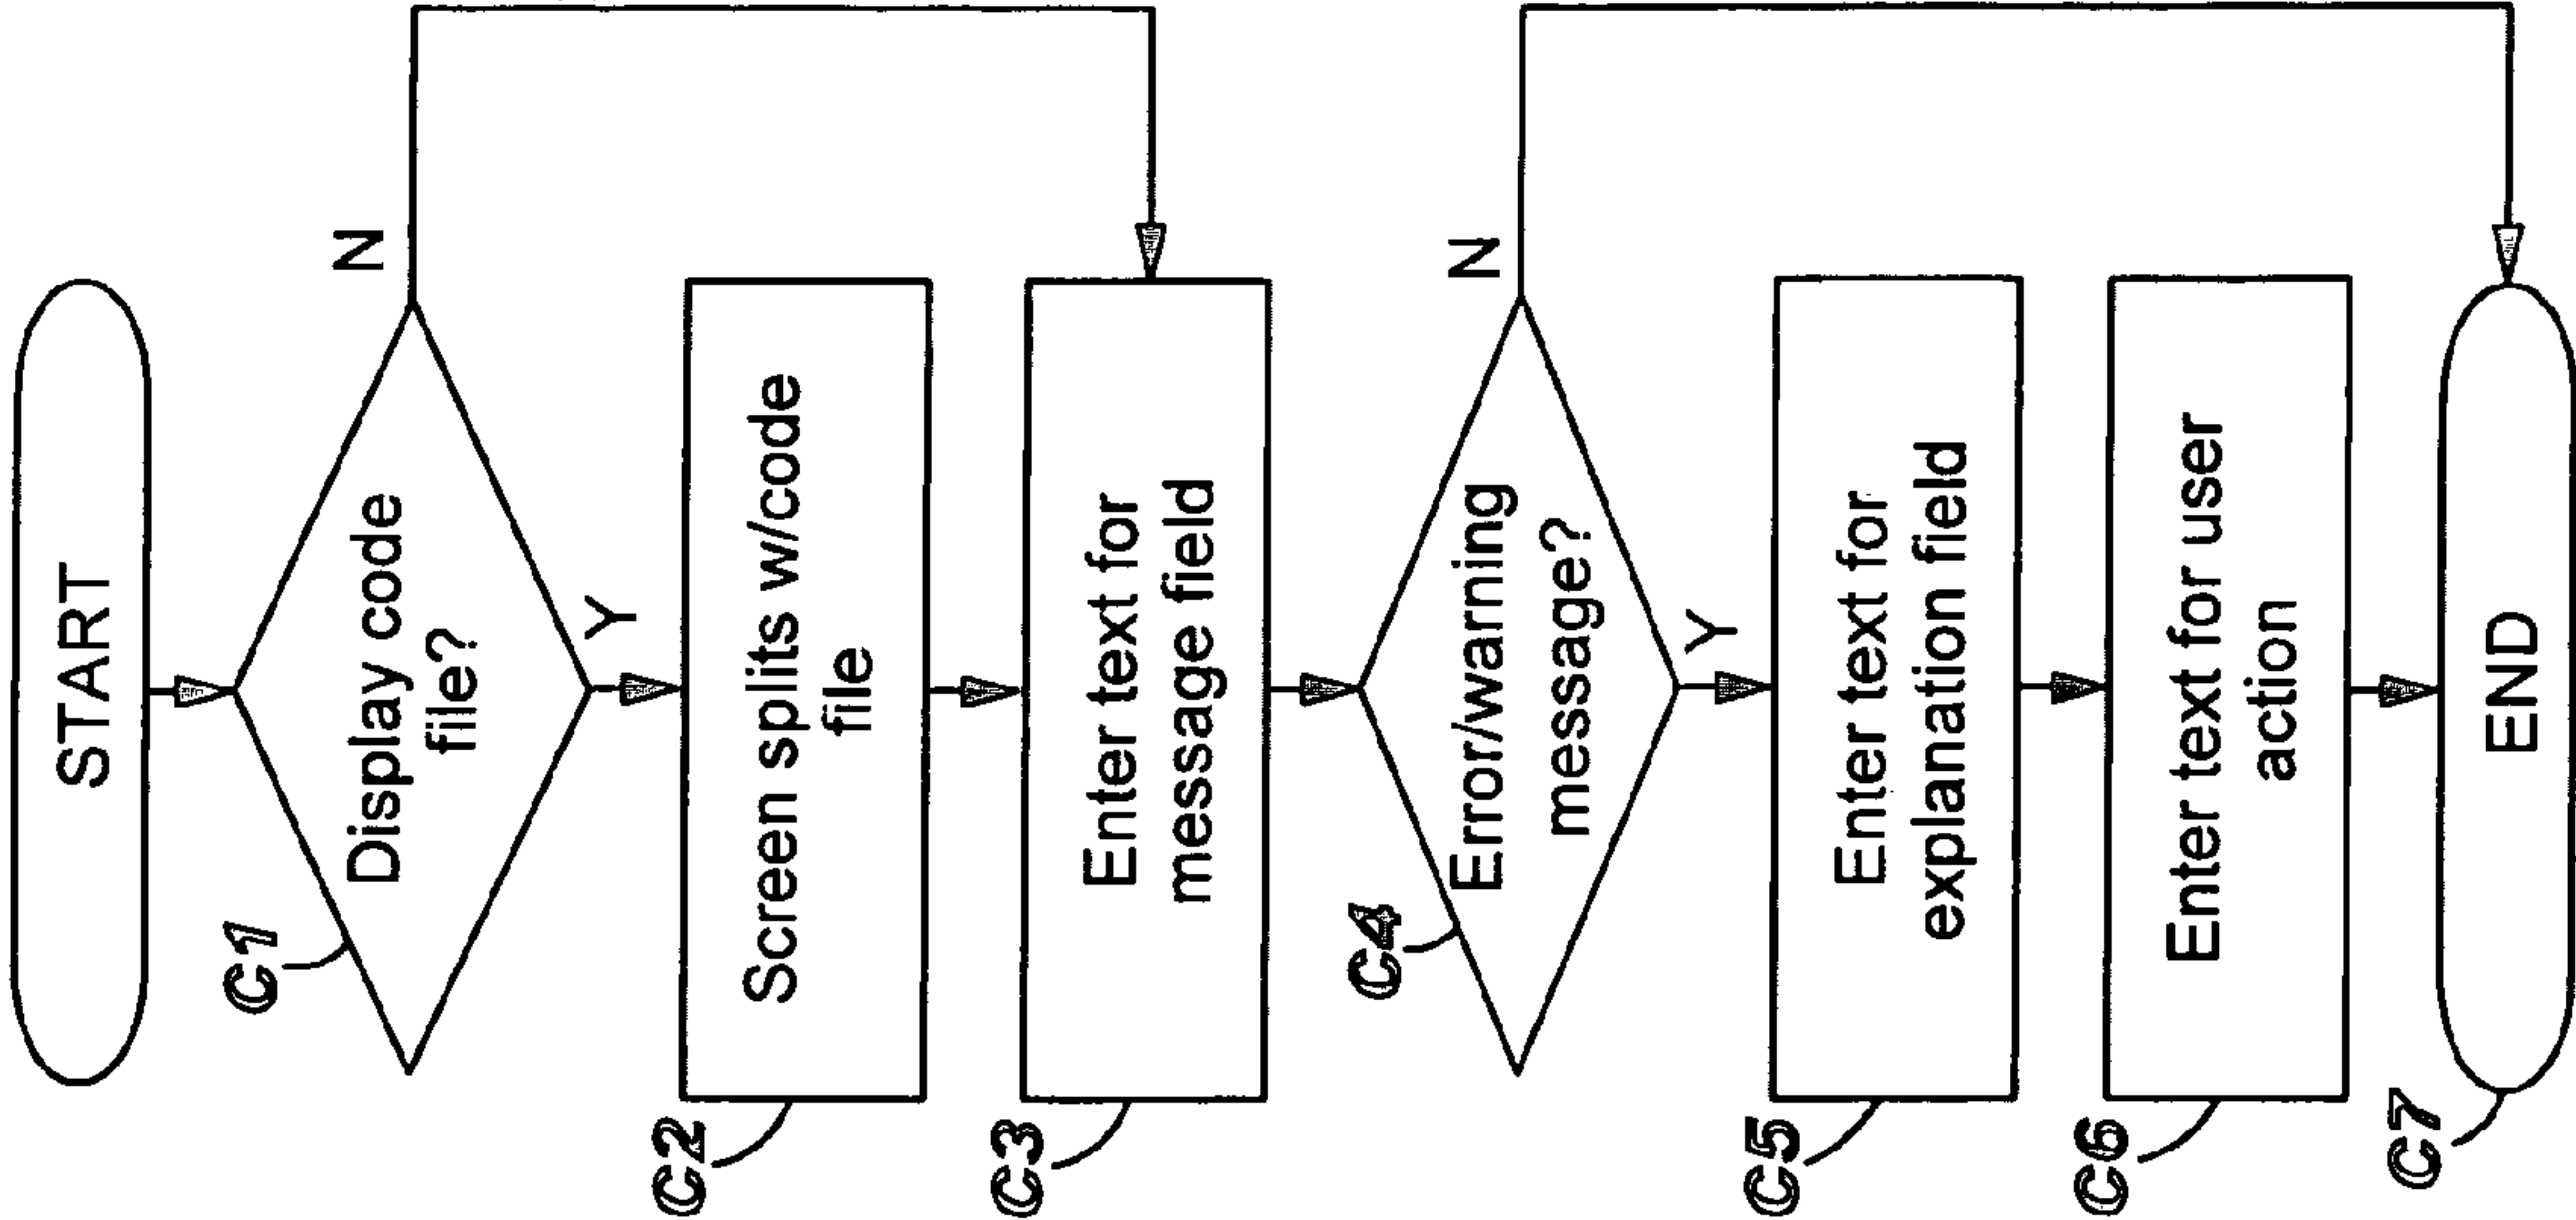 START
C1
Display code
file?
N
Y
C2
Screen splits w/code
file
C3
Enter text for
message field
C4
Error/warning
message?
N
Y
C5
Enter text for
explanation field
C6
Enter text for user
action
C7
END